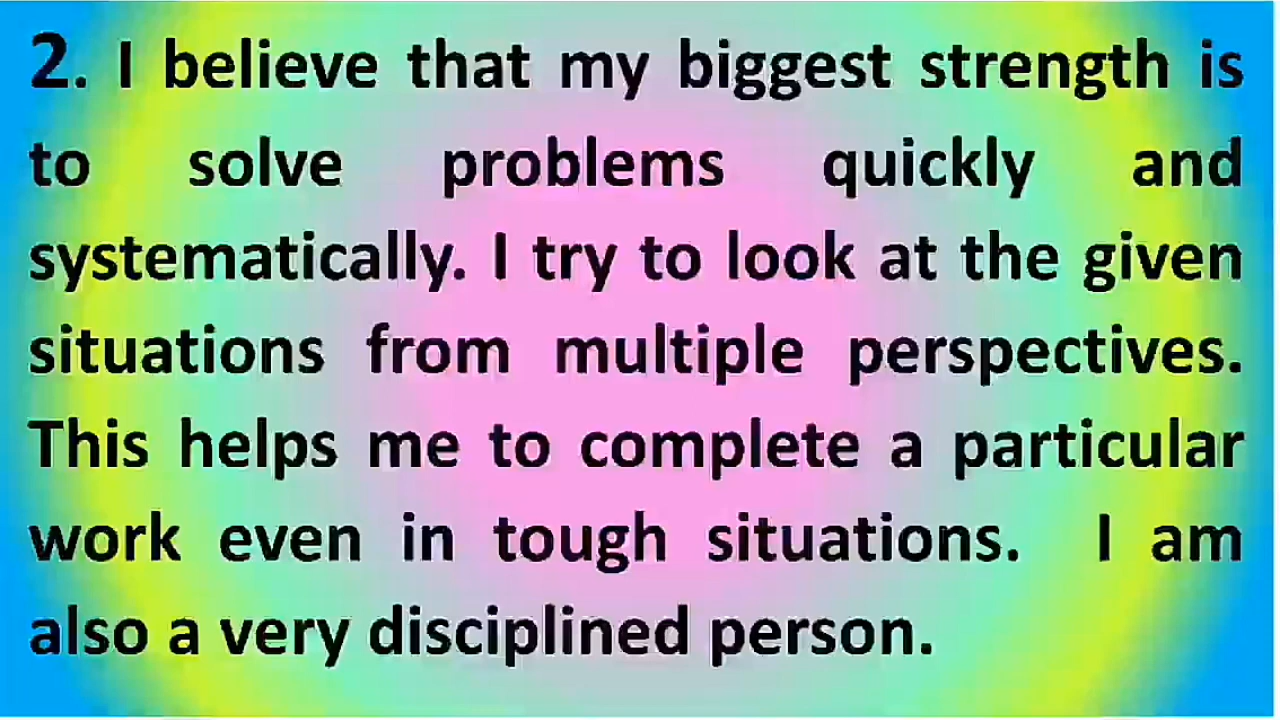 2. I believe that my biggest strength is
to solve problems quickly and
systematically. I try to look at the given
situations from multiple perspectives.
This helps me to complete a particular
work even in tough situations. I am
also a very disciplined person.